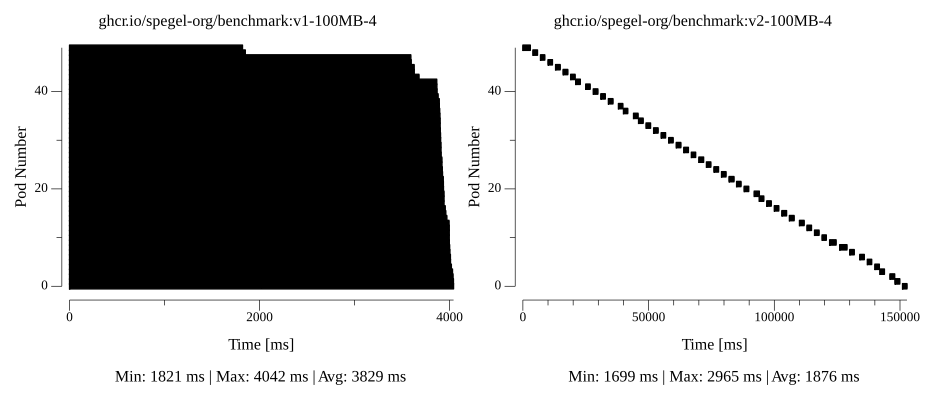 ghcr.io/spegel-org/benchmark:v1-100MB-4
40
20
0
Pod Number
0 2000 4000
Time [ms]
Min: 1821 ms | Max: 4042 ms | Avg: 3829 ms
ghcr.io/spegel-org/benchmark:v2-100MB-4
40
20
0
Pod Number
0 50000 100000 150000
Time [ms]
Min: 1699 ms | Max: 2965 ms | Avg: 1876 ms